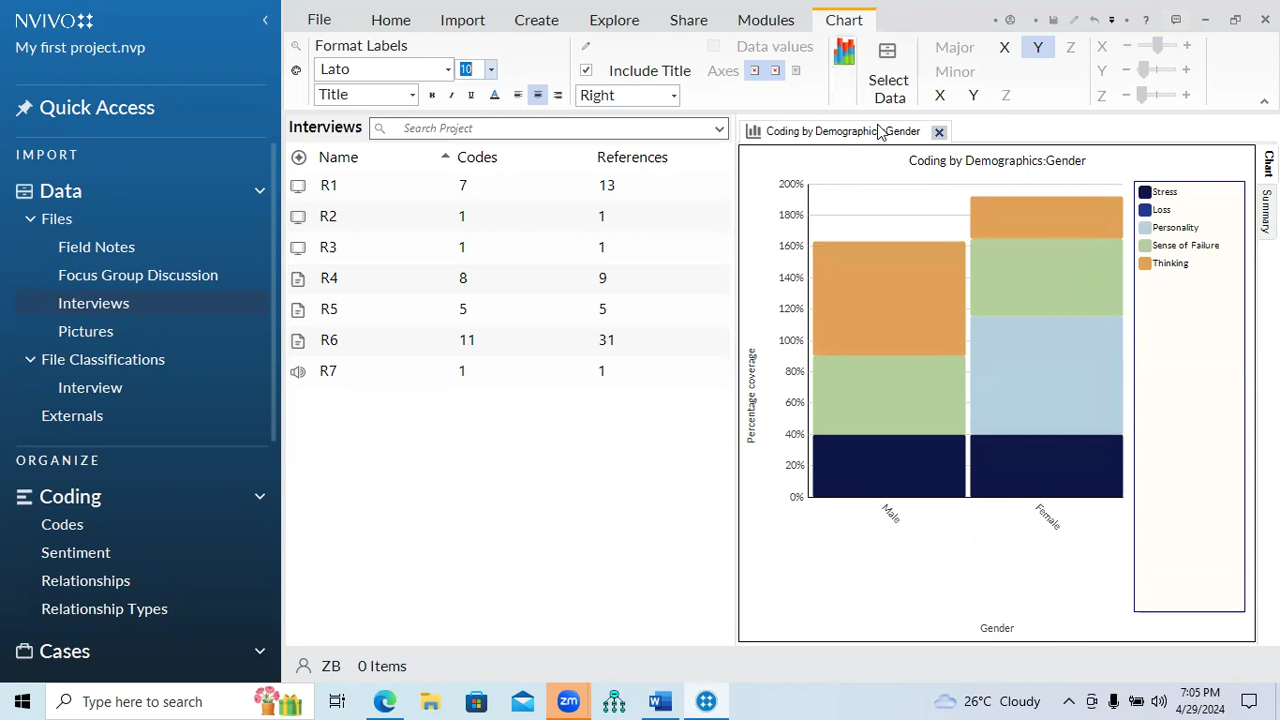 NVIVO
My first project.nvp
Quick Access
IMPORT
Data
Files
Field Notes
Focus Group Discussion
Interviews
Pictures
File Classifications
Interview
Externals
ORGANIZE
Coding
Codes
Sentiment
Relationships
Relationship Types
Cases
File Home Import Create Explore Share Modules Chart
Format Labels
Lato 10
Title B I U A
Include Title
Right
Data values
Axes
Select
Data
Major X Y Z
Minor
X Y Z
X
Y
Z
Interviews Search Project
Name Codes References
R1 7 13
R2 1 1
R3 1 1
R4 8 9
R5 5 5
R6 11 31
R7 1 1
Coding by Demographics:Gender
Coding by Demographics:Gender
200%
180%
160%
140%
120%
100%
80%
60%
40%
20%
0%
Percentage coverage
Male
Female
Gender
Stress
Loss
Personality
Sense of Failure
Thinking
Chart
Summary
ZB 0 Items
Type here to search
zm
26°C Cloudy
7:05 PM
4/29/2024